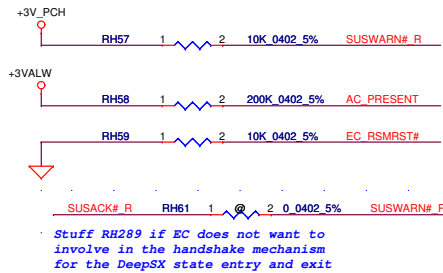 +3V_PCH
RH57 1 2 10K_0402_5% SUSWARN#_R
+3VALW
RH58 1 2 200K_0402_5% AC_PRESENT
RH59 1 2 10K_0402_5% EC_RSMRST#
SUSACK#_R RH61 1 @ 2 0_0402_5% SUSWARN#_R
Stuff RH289 if EC does not want to
involve in the handshake mechanism
for the DeepSX state entry and exit